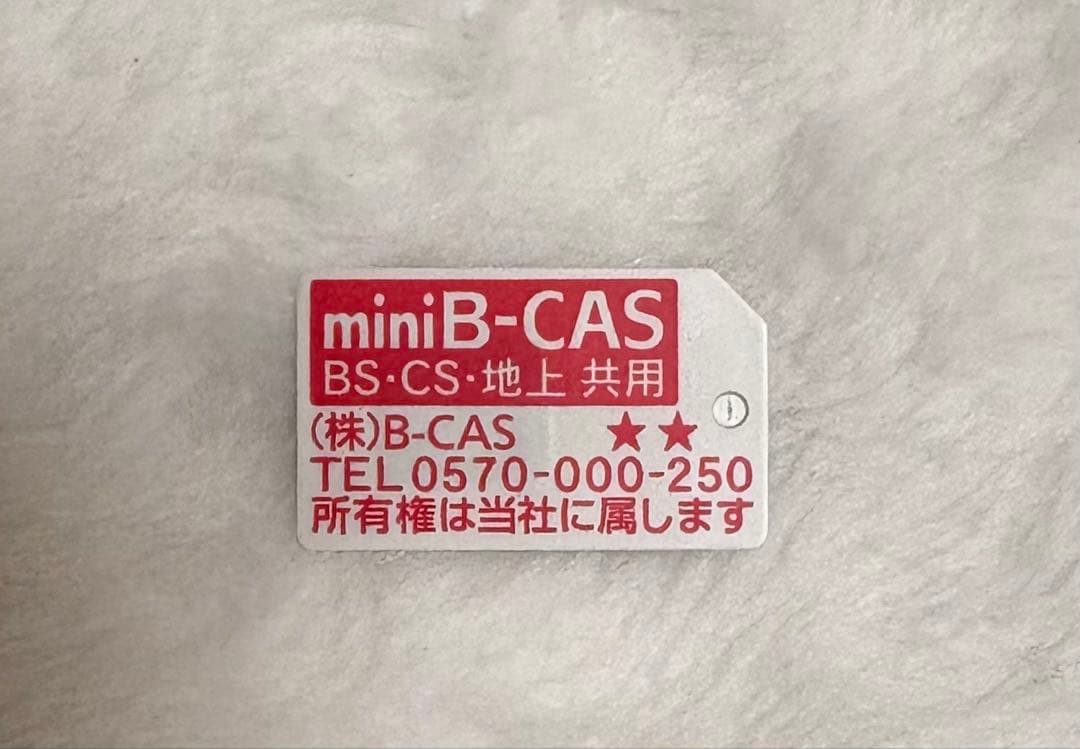 miniB-CAS
BS・CS・地上 共用
(株)B-CAS ★★
TEL 0570-000-250
所有権は当社に属します